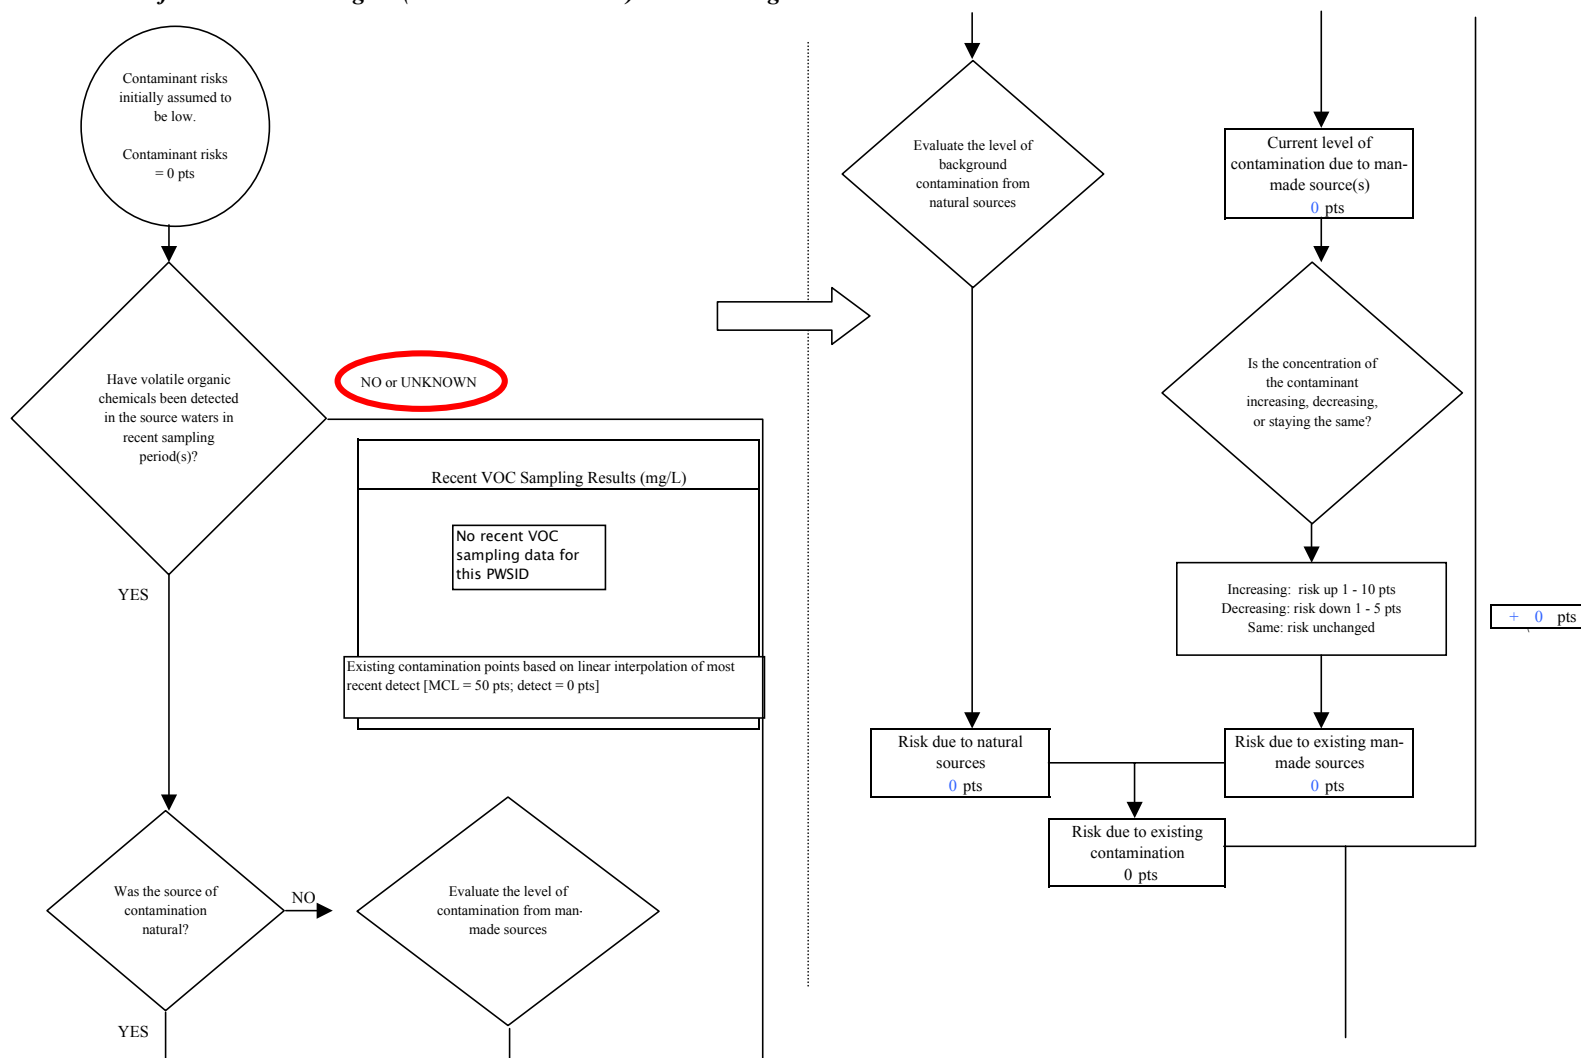 Contaminant risks
initially assumed to
be low.
Contaminant risks
= 0 pts
Have volatile organic
chemicals been detected
in the source waters in
recent sampling
period(s)?
NO or UNKNOWN
YES
Recent VOC Sampling Results (mg/L)
No recent VOC
sampling data for
this PWSID
Existing contamination points based on linear interpolation of most
recent detect [MCL = 50 pts; detect = 0 pts]
Was the source of
contamination
natural?
NO
YES
Evaluate the level of
contamination from man-
made sources
Evaluate the level of
background
contamination from
natural sources
Current level of
contamination due to man-
made source(s)
0 pts
Is the concentration of
the contaminant
increasing, decreasing,
or staying the same?
Increasing: risk up 1 - 10 pts
Decreasing: risk down 1 - 5 pts
Same: risk unchanged
+ 0 pts
Risk due to natural
sources
0 pts
Risk due to existing man-
made sources
0 pts
Risk due to existing
contamination
0 pts